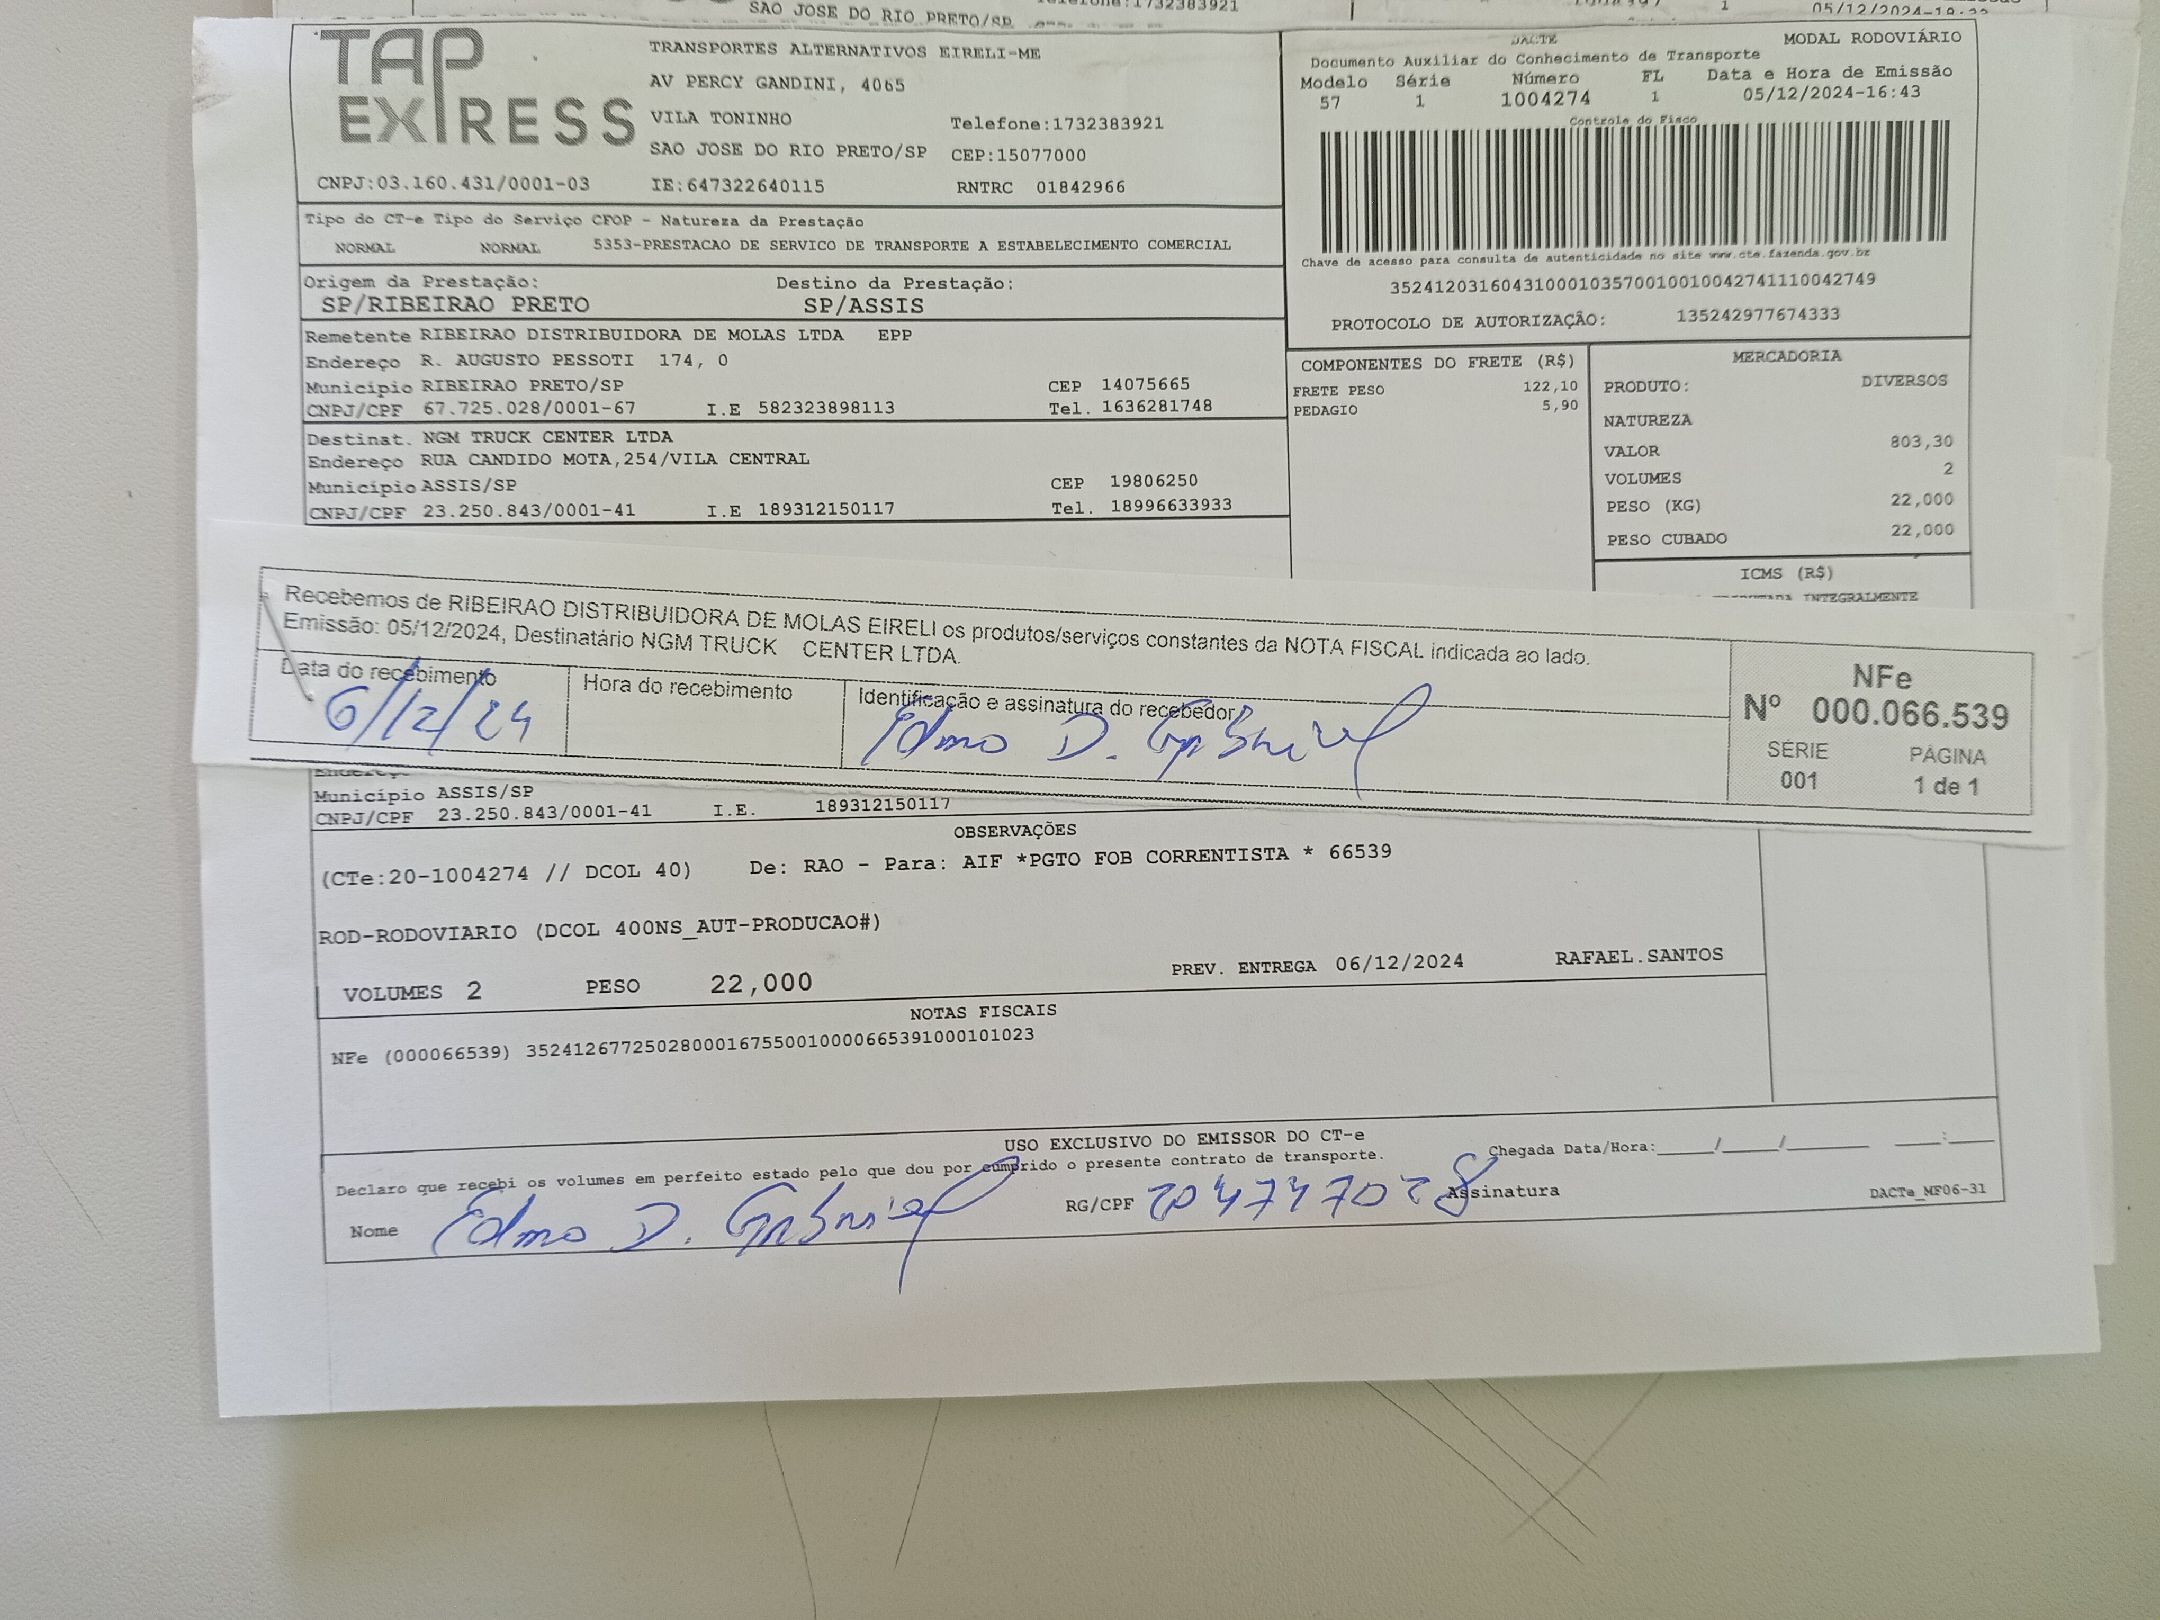 SAO JOSE DO RIO PRETO/SP
1732383921
1
TAP
EXPRESS
TRANSPORTES ALTERNATIVOS EIRELI-ME
AV PERCY GANDINI, 4065
VILA TONINHO Telefone:1732383921
SAO JOSE DO RIO PRETO/SP CEP:15077000
CNPJ:03.160.431/0001-03 IE:647322640115 RNTRC 01842966
DACTE MODAL RODOVIÁRIO
Documento Auxiliar do Conhecimento de Transporte
Modelo Série Número FL Data e Hora de Emissão
57 1 1004274 1 05/12/2024-16:43
Controle do Fisco
Chave de acesso para consulta de autenticidade no site www.cte.fazenda.gov.br
35241203160431000103570010010042741110042749
PROTOCOLO DE AUTORIZAÇÃO: 135242977674333
Tipo do CT-e Tipo do Serviço CFOP - Natureza da Prestação
NORMAL NORMAL 5353-PRESTACAO DE SERVICO DE TRANSPORTE A ESTABELECIMENTO COMERCIAL
Origem da Prestação: Destino da Prestação:
SP/RIBEIRAO PRETO SP/ASSIS
Remetente RIBEIRAO DISTRIBUIDORA DE MOLAS LTDA EPP
Endereço R. AUGUSTO PESSOTI 174, 0
Município RIBEIRAO PRETO/SP CEP 14075665
CNPJ/CPF 67.725.028/0001-67 I.E 582323898113 Tel. 1636281748
Destinat. NGM TRUCK CENTER LTDA
Endereço RUA CANDIDO MOTA,254/VILA CENTRAL
Município ASSIS/SP CEP 19806250
CNPJ/CPF 23.250.843/0001-41 I.E 189312150117 Tel. 18996633933
COMPONENTES DO FRETE (R$)
FRETE PESO 122,10
PEDAGIO 5,90
MERCADORIA
PRODUTO: DIVERSOS
NATUREZA
VALOR 803,30
VOLUMES 2
PESO (KG) 22,000
PESO CUBADO 22,000
ICMS (R$)
INTEGRALMENTE
Recebemos de RIBEIRAO DISTRIBUIDORA DE MOLAS EIRELI os produtos/serviços constantes da NOTA FISCAL indicada ao lado.
Emissão: 05/12/2024, Destinatário NGM TRUCK CENTER LTDA.
Data do recebimento Hora do recebimento Identificação e assinatura do recebedor
6/12/24 Edmo D. Gabriel
NFe
Nº 000.066.539
SÉRIE PÁGINA
001 1 de 1
Endereço
Município ASSIS/SP
CNPJ/CPF 23.250.843/0001-41 I.E. 189312150117
OBSERVAÇÕES
(CTe:20-1004274 // DCOL 40) De: RAO - Para: AIF *PGTO FOB CORRENTISTA * 66539
ROD-RODOVIARIO (DCOL 400NS_AUT-PRODUCAO#)
VOLUMES 2 PESO 22,000 PREV. ENTREGA 06/12/2024 RAFAEL.SANTOS
NOTAS FISCAIS
NFe (000066539) 35241267725028000167550010000665391000101023
USO EXCLUSIVO DO EMISSOR DO CT-e
Declaro que recebi os volumes em perfeito estado pelo que dou por cumprido o presente contrato de transporte. Chegada Data/Hora:____/____/______ __:___
Nome Edmo D. Gabriel RG/CPF 204747028 Assinatura DACTe_MF06-31